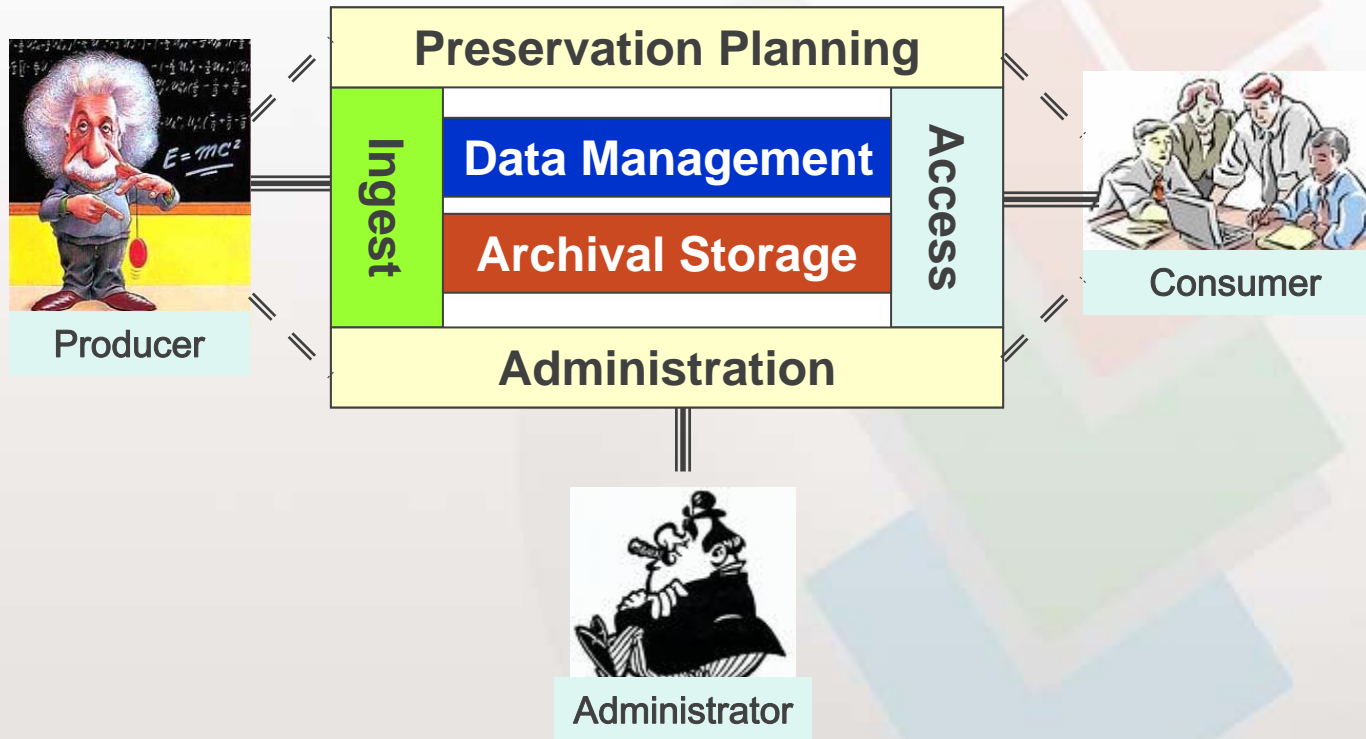 Preservation Planning
E=mc²
Ingest
Data Management
Access
Archival Storage
Producer
Consumer
Administration
Administrator